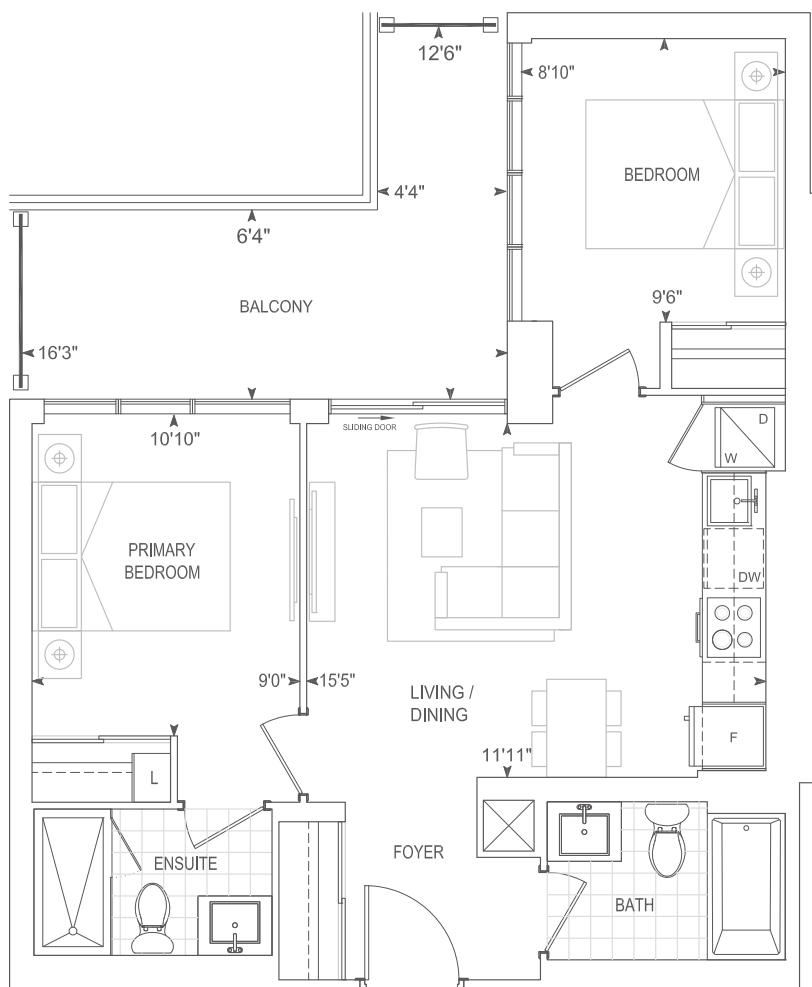 12'6"
8'10"
BEDROOM
4'4"
6'4"
BALCONY
9'6"
16'3"
SLIDING DOOR
10'10"
D
W
PRIMARY
BEDROOM
DW
9'0"
15'5"
LIVING /
DINING
F
11'11"
L
ENSUITE
FOYER
BATH